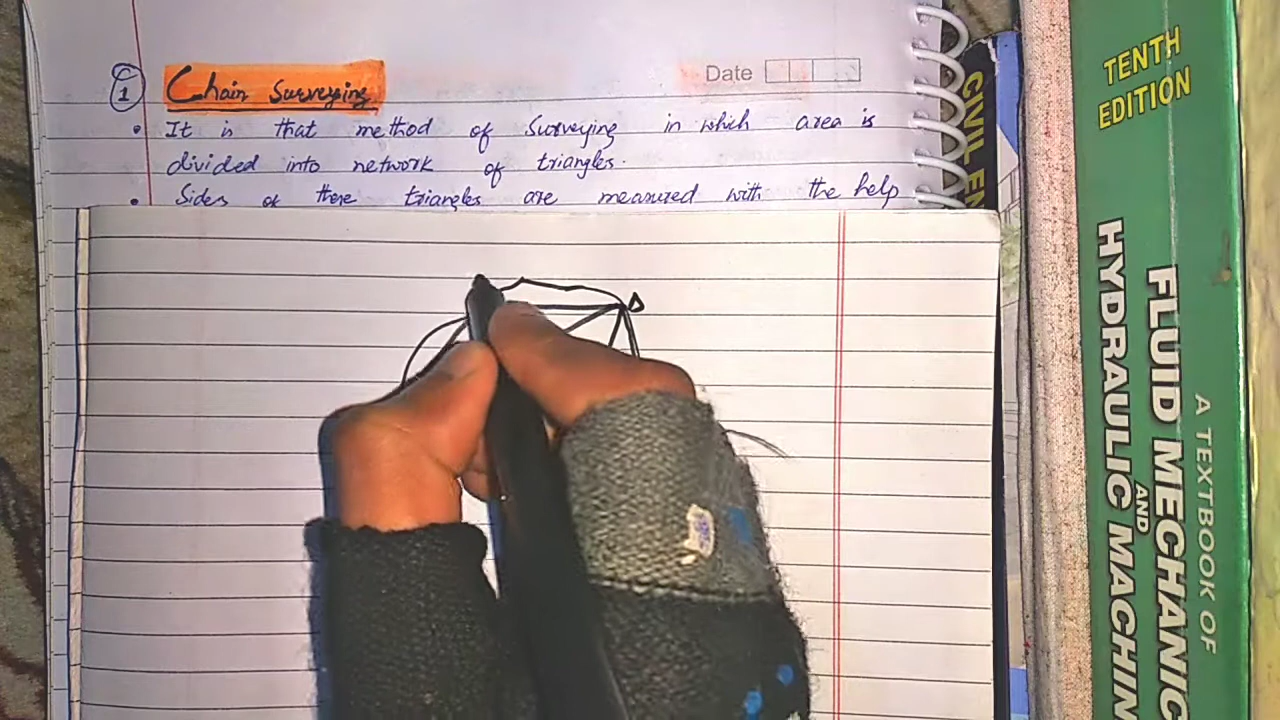 1 Chain Surveying
Date
• It is that method of Surveying in which area is
divided into network of triangles.
• Sides of these triangles are measured with the help
CIVIL EN
TENTH
EDITION
A TEXTBOOK OF
FLUID MECHANIC
AND
HYDRAULIC MACHIN